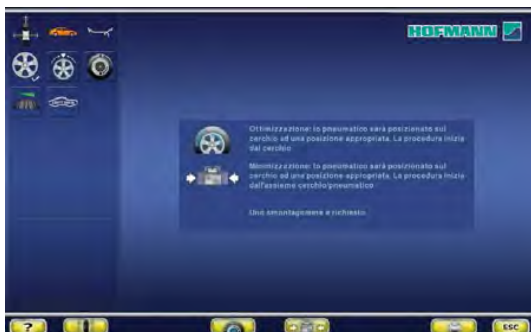 HOFMANN
Ottimizzazione: lo pneumatico sarà posizionato sul
cerchio ad una posizione appropriata. La procedura inizia
dal cerchio
Minimizzazione: lo pneumatico sarà posizionato sul
cerchio ad una posizione appropriata. La procedura inizia
dall'assieme cerchio/pneumatico
Uno smontagomme è richiesto.
?
ESC